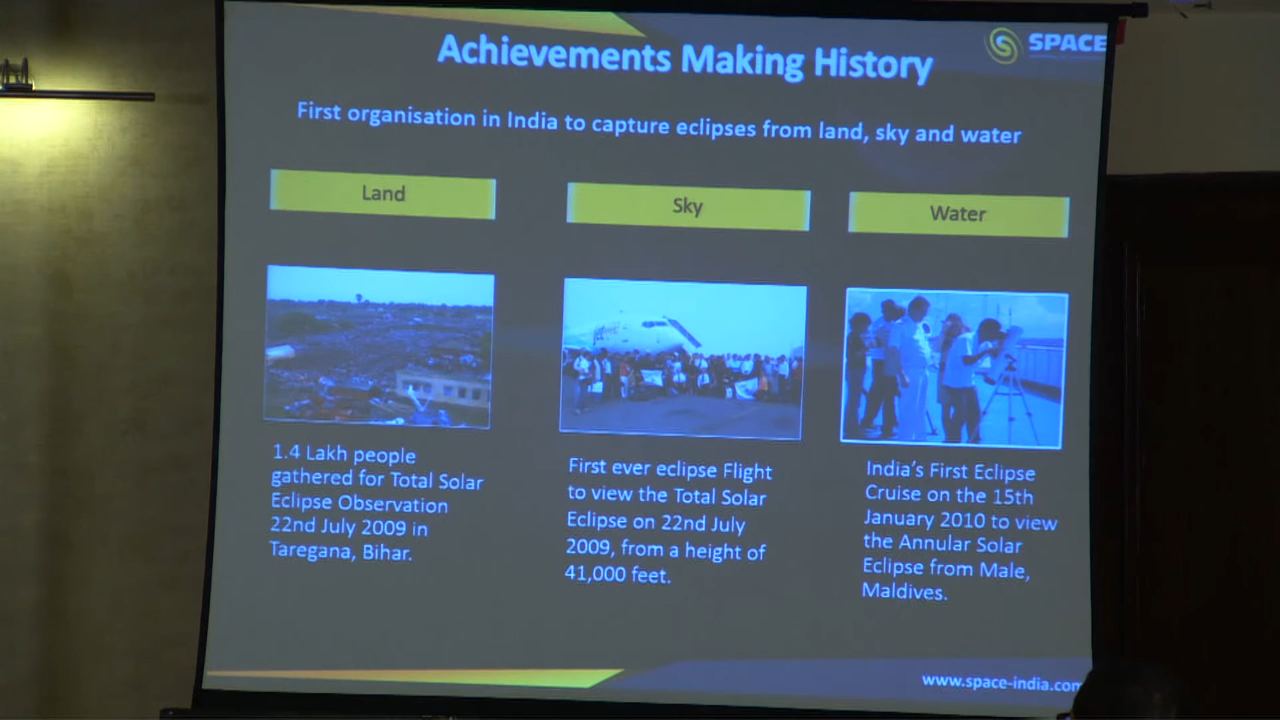 Achievements Making History
SPACE
First organisation in India to capture eclipses from land, sky and water
Land
Sky
Water
1.4 Lakh people
gathered for Total Solar
Eclipse Observation
22nd July 2009 in
Taregana, Bihar.
First ever eclipse Flight
to view the Total Solar
Eclipse on 22nd July
2009, from a height of
41,000 feet.
India's First Eclipse
Cruise on the 15th
January 2010 to view
the Annular Solar
Eclipse from Male,
Maldives.
www.space-india.com